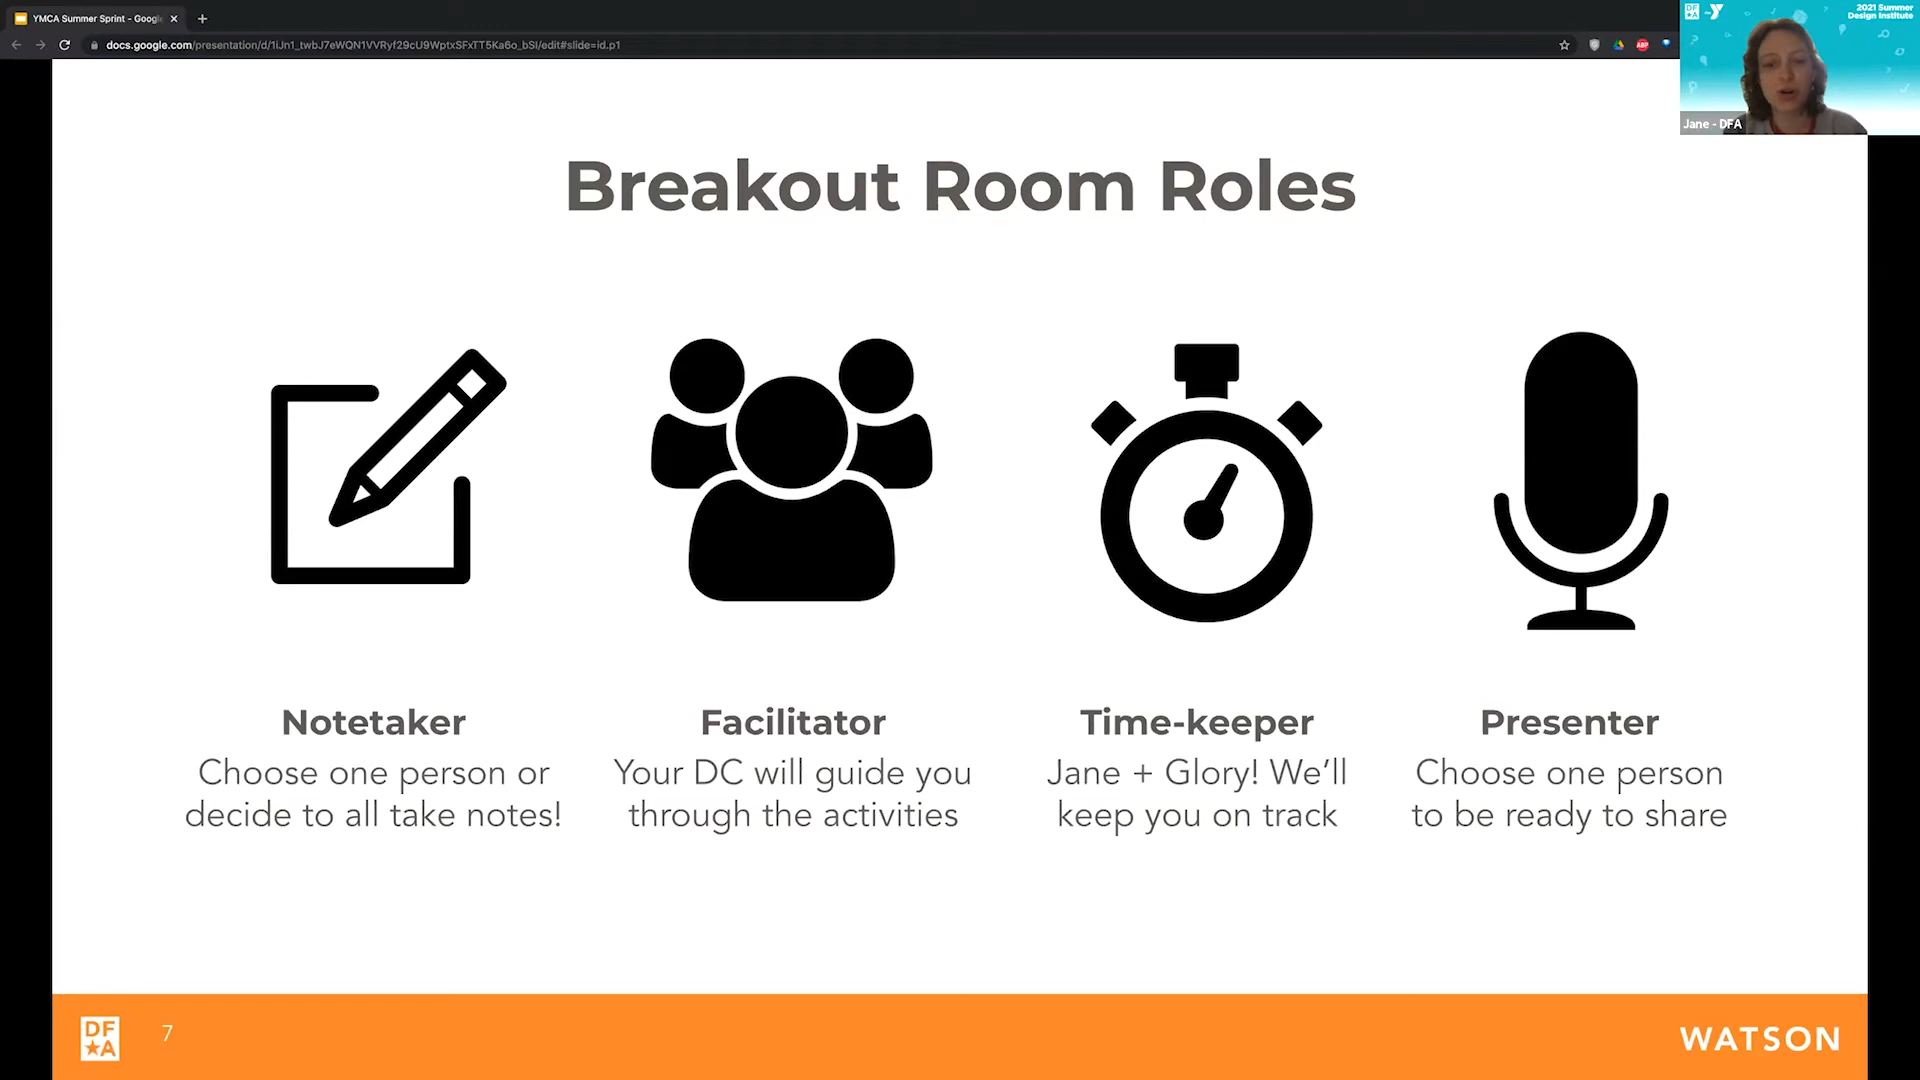 YMCA Summer Sprint - Googl
docs.google.com/presentation/d/1iJn1_twbJ7eWQN1VVRyf29cU9WptxSFxTT5Ka6o_bSI/edit#slide=id.p1
ABP
DF
A
Y
2021 Summer
Design Institute
Jane - DFA
Breakout Room Roles
Notetaker
Choose one person or
decide to all take notes!
Facilitator
Your DC will guide you
through the activities
Time-keeper
Jane + Glory! We'll
keep you on track
Presenter
Choose one person
to be ready to share
DF
★A
7
WATSON